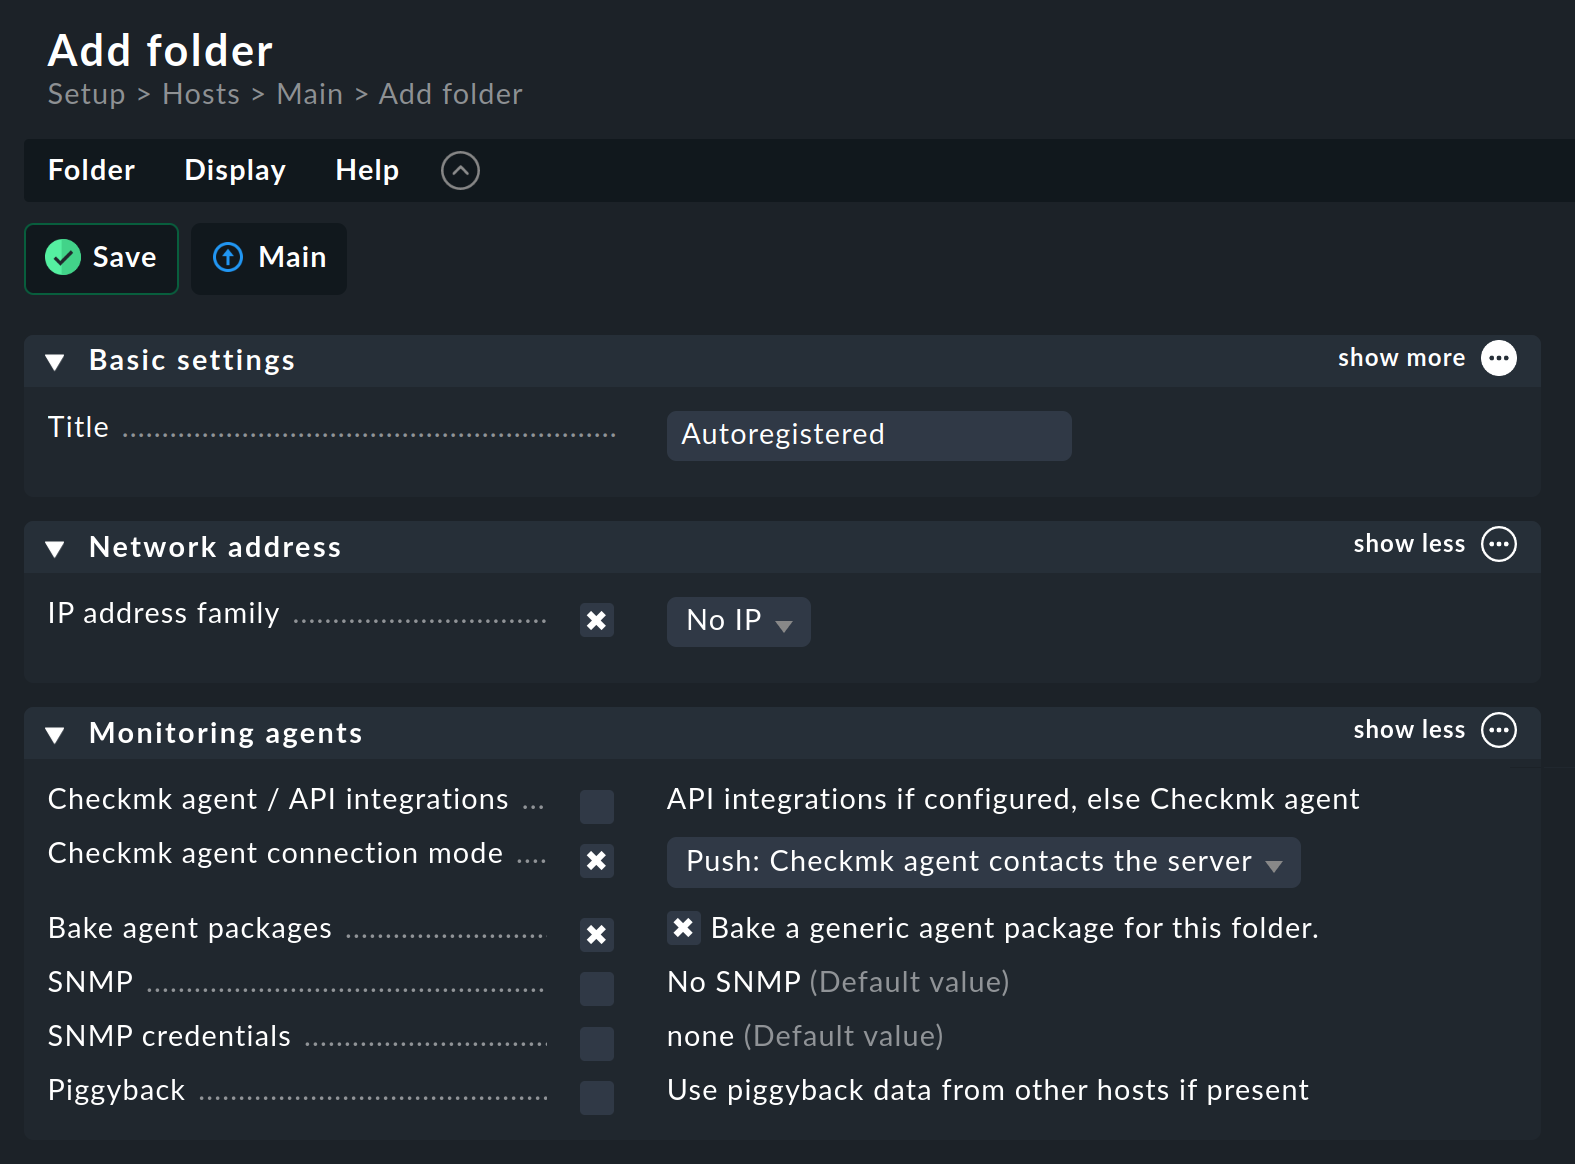 Add folder
Setup > Hosts > Main > Add folder
Folder Display Help
Save Main
Basic settings show more
Title Autoregistered
Network address show less
IP address family No IP
Monitoring agents show less
Checkmk agent / API integrations API integrations if configured, else Checkmk agent
Checkmk agent connection mode Push: Checkmk agent contacts the server
Bake agent packages Bake a generic agent package for this folder.
SNMP No SNMP (Default value)
SNMP credentials none (Default value)
Piggyback Use piggyback data from other hosts if present